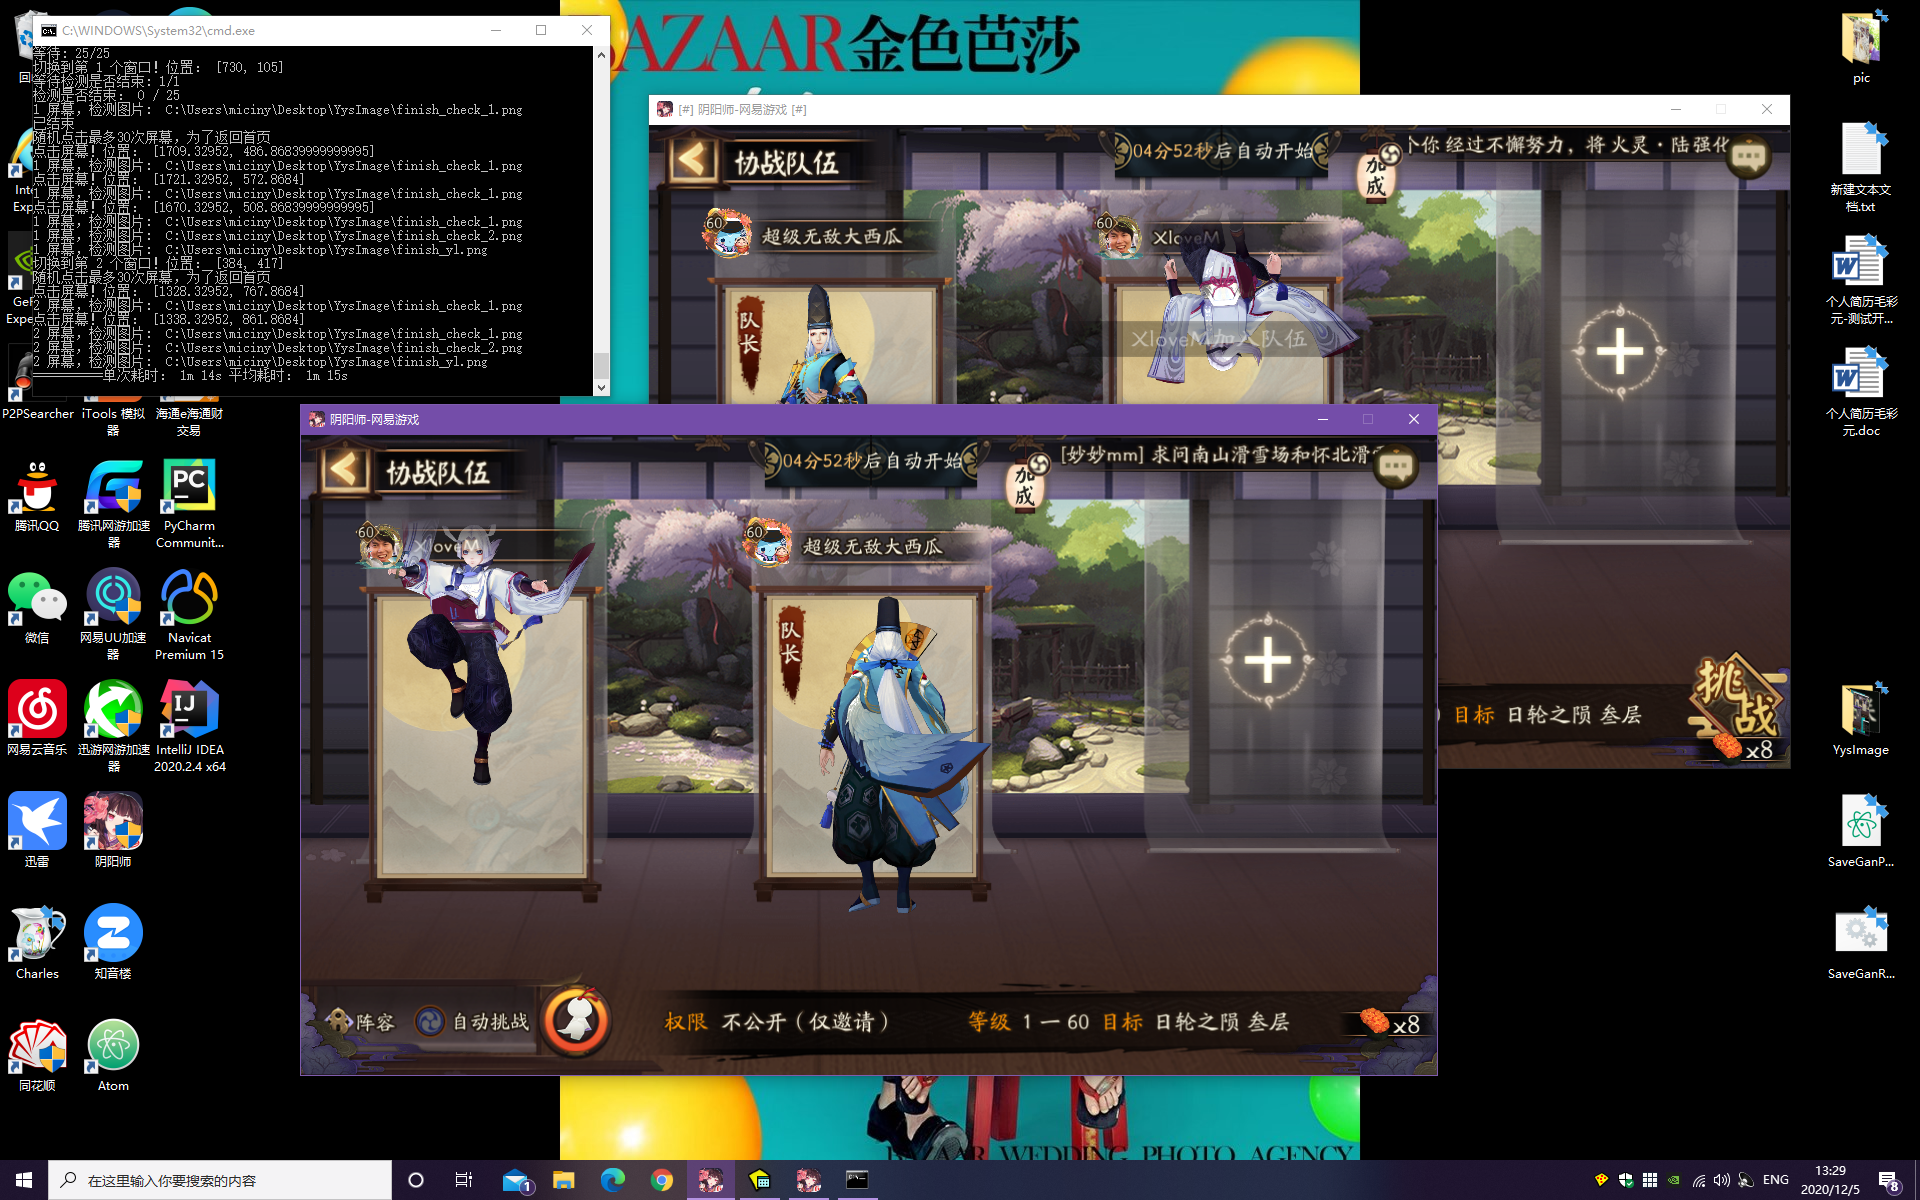 C:\WINDOWS\System32\cmd.exe
等待: 25/25
切换到第 1 个窗口! 位置: [730, 105]
等待检测是否结束: 1/1
检测是否结束: 0 / 25
1 屏幕, 检测图片: C:\Users\miciny\Desktop\YysImage\finish_check_1.png
已结束
随机点击最多30次屏幕, 为了返回首页
点击屏幕! 位置: [1709.32952, 486.86839999999995]
1 屏幕, 检测图片: C:\Users\miciny\Desktop\YysImage\finish_check_1.png
点击屏幕! 位置: [1721.32952, 572.8684]
1 屏幕, 检测图片: C:\Users\miciny\Desktop\YysImage\finish_check_1.png
点击屏幕! 位置: [1670.32952, 508.86839999999995]
1 屏幕, 检测图片: C:\Users\miciny\Desktop\YysImage\finish_check_1.png
1 屏幕, 检测图片: C:\Users\miciny\Desktop\YysImage\finish_check_2.png
1 屏幕, 检测图片: C:\Users\miciny\Desktop\YysImage\finish_yl.png
切换到第 2 个窗口! 位置: [384, 417]
随机点击最多30次屏幕, 为了返回首页
点击屏幕! 位置: [1328.32952, 767.8684]
2 屏幕, 检测图片: C:\Users\miciny\Desktop\YysImage\finish_check_1.png
点击屏幕! 位置: [1338.32952, 861.8684]
2 屏幕, 检测图片: C:\Users\miciny\Desktop\YysImage\finish_check_1.png
2 屏幕, 检测图片: C:\Users\miciny\Desktop\YysImage\finish_check_2.png
2 屏幕, 检测图片: C:\Users\miciny\Desktop\YysImage\finish_yl.png
==========单次耗时: 1m 14s 平均耗时: 1m 15s
AZAAR金色芭莎
[#] 阴阳师-网易游戏 [#]
协战队伍
04分52秒后自动开始
加成
个你 经过不懈努力，将 火灵·陆 强化
60
超级无敌大西瓜
60
XloveM
队长
XloveM加入队伍
目标 日轮之陨 叁层
挑战
x8
阴阳师-网易游戏
协战队伍
04分52秒后自动开始
加成
[妙妙mm] 求问南山滑雪场和怀北滑雪
60
XloveM
60
超级无敌大西瓜
队长
阵容
自动挑战
权限 不公开（仅邀请）
等级 1 一 60 目标 日轮之陨 叁层
x8
P2PSearcher
iTools 模拟器
海通e海通财交易
腾讯QQ
腾讯网游加速器
PyCharm Communit...
微信
网易UU加速器
Navicat Premium 15
网易云音乐
迅游网游加速器
IntelliJ IDEA 2020.2.4 x64
迅雷
阴阳师
Charles
知音楼
同花顺
Atom
pic
新建文本文档.txt
个人简历毛彩元-测试开...
个人简历毛彩元.doc
YysImage
SaveGanP...
SaveGanR...
BAZAAR WEDDING PHOTO AGENCY
在这里输入你要搜索的内容
1
ENG
13:29
2020/12/5
8